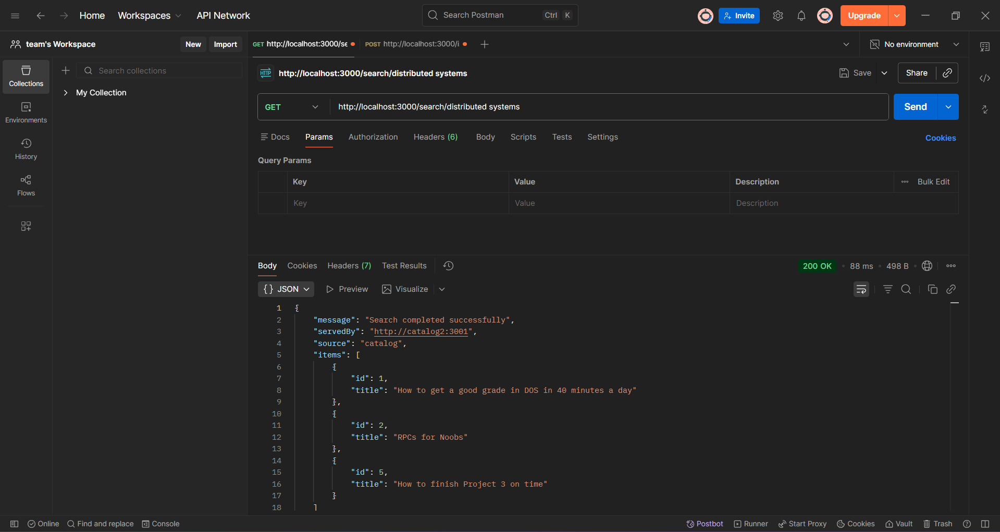 Home Workspaces API Network Search Postman Ctrl K Invite Upgrade
team's Workspace New Import GET http://localhost:3000/se POST http://localhost:3000/i No environment
Search collections
My Collection
Collections
Environments
History
Flows
HTTP http://localhost:3000/search/distributed systems Save Share
GET http://localhost:3000/search/distributed systems Send
Docs Params Authorization Headers (6) Body Scripts Tests Settings Cookies
Query Params
Key Value Description Bulk Edit
Key Value Description
Body Cookies Headers (7) Test Results 200 OK 88 ms 498 B
{} JSON Preview Visualize
1 {
2 "message": "Search completed successfully",
3 "servedBy": "http://catalog2:3001",
4 "source": "catalog",
5 "items": [
6 {
7 "id": 1,
8 "title": "How to get a good grade in DOS in 40 minutes a day"
9 },
10 {
11 "id": 2,
12 "title": "RPCs for Noobs"
13 },
14 {
15 "id": 5,
16 "title": "How to finish Project 3 on time"
17 }
18 ]
Online Find and replace Console Postbot Runner Start Proxy Cookies Vault Trash